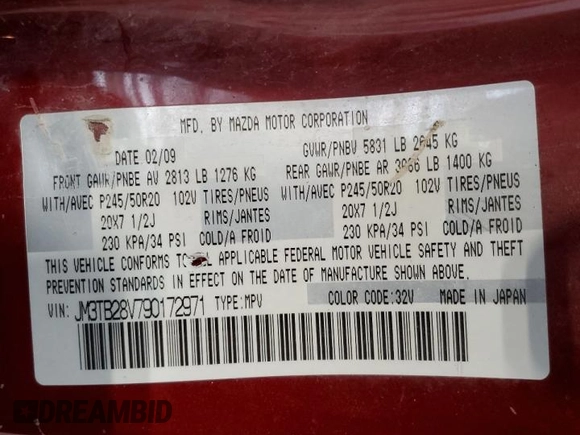 MFD. BY MAZDA MOTOR CORPORATION
DATE 02/09 GVWR/PNBV 5831 LB 2645 KG
FRONT GAWR/PNBE AV 2813 LB 1276 KG REAR GAWR/PNBE AR 3086 LB 1400 KG
WITH/AVEC P245/50R20 102V TIRES/PNEUS WITH/AVEC P245/50R20 102V TIRES/PNEUS
20X7 1/2J RIMS/JANTES 20X7 1/2J RIMS/JANTES
230 KPA/34 PSI COLD/A FROID 230 KPA/34 PSI COLD/A FROID
THIS VEHICLE CONFORMS TO ALL APPLICABLE FEDERAL MOTOR VEHICLE SAFETY AND THEFT
PREVENTION STANDARDS IN EFFECT ON THE DATE OF MANUFACTURE SHOWN ABOVE.
VIN: JM3TB28V790172971 TYPE:MPV COLOR CODE:32V MADE IN JAPAN
DREAMBID